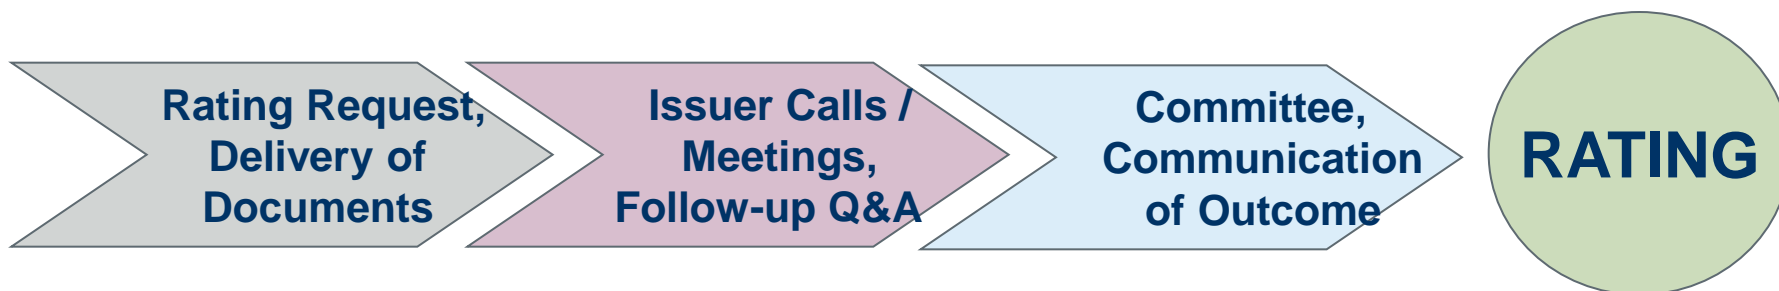 Rating Request,
Delivery of
Documents
Issuer Calls /
Meetings,
Follow-up Q&A
Committee,
Communication
of Outcome
RATING